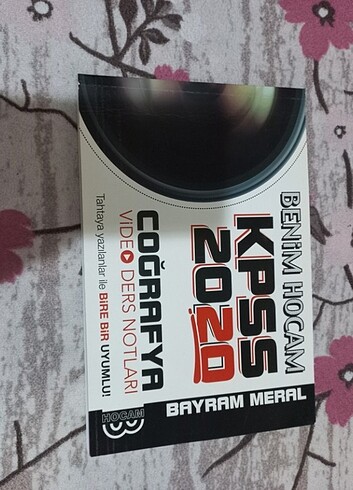 BENİM HOCAM
KPSS
2020
COĞRAFYA
VİDEO DERS NOTLARI
Tahtaya yazılanlar ile BİRE BİR UYUMLU!
BAYRAM MERAL
HOCAM